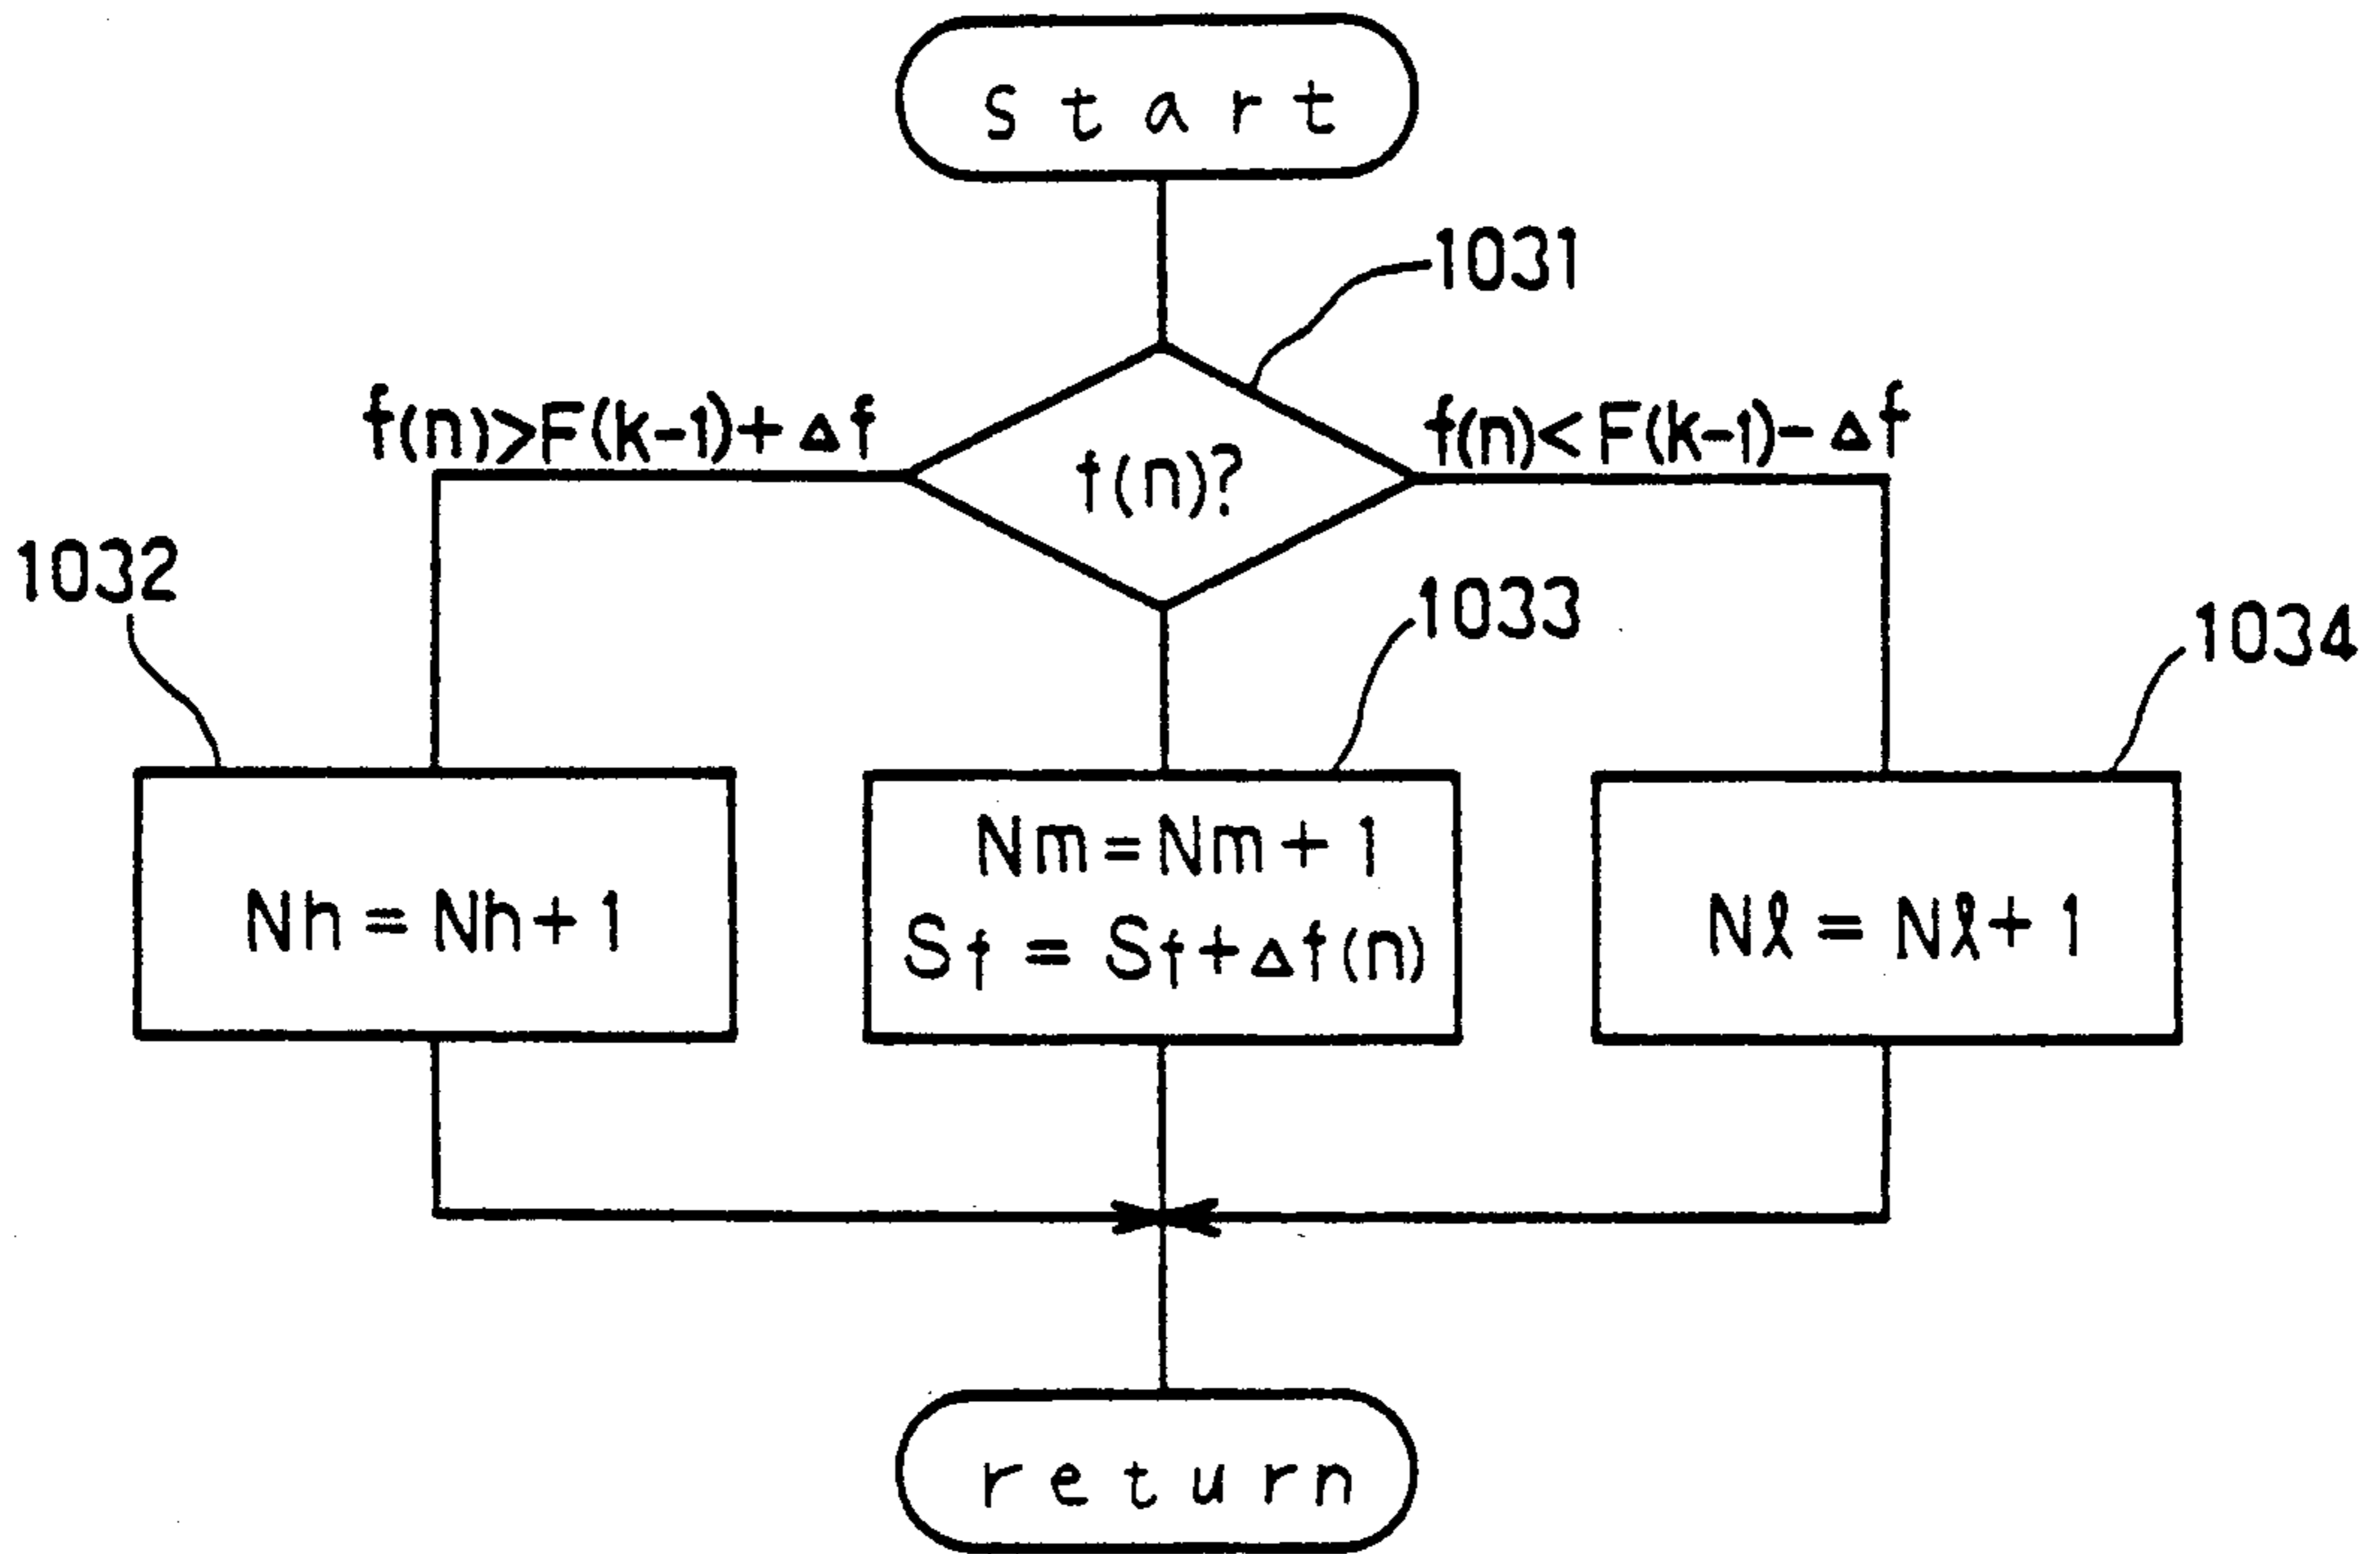 start
1031
f(n)>F(k-1)+Δf
f(n)<F(k-1)-Δf
f(n)?
1032
1033
1034
Nh=Nh+1
Nm=Nm+1
Sf=Sf+Δf(n)
Nℓ=Nℓ+1
return